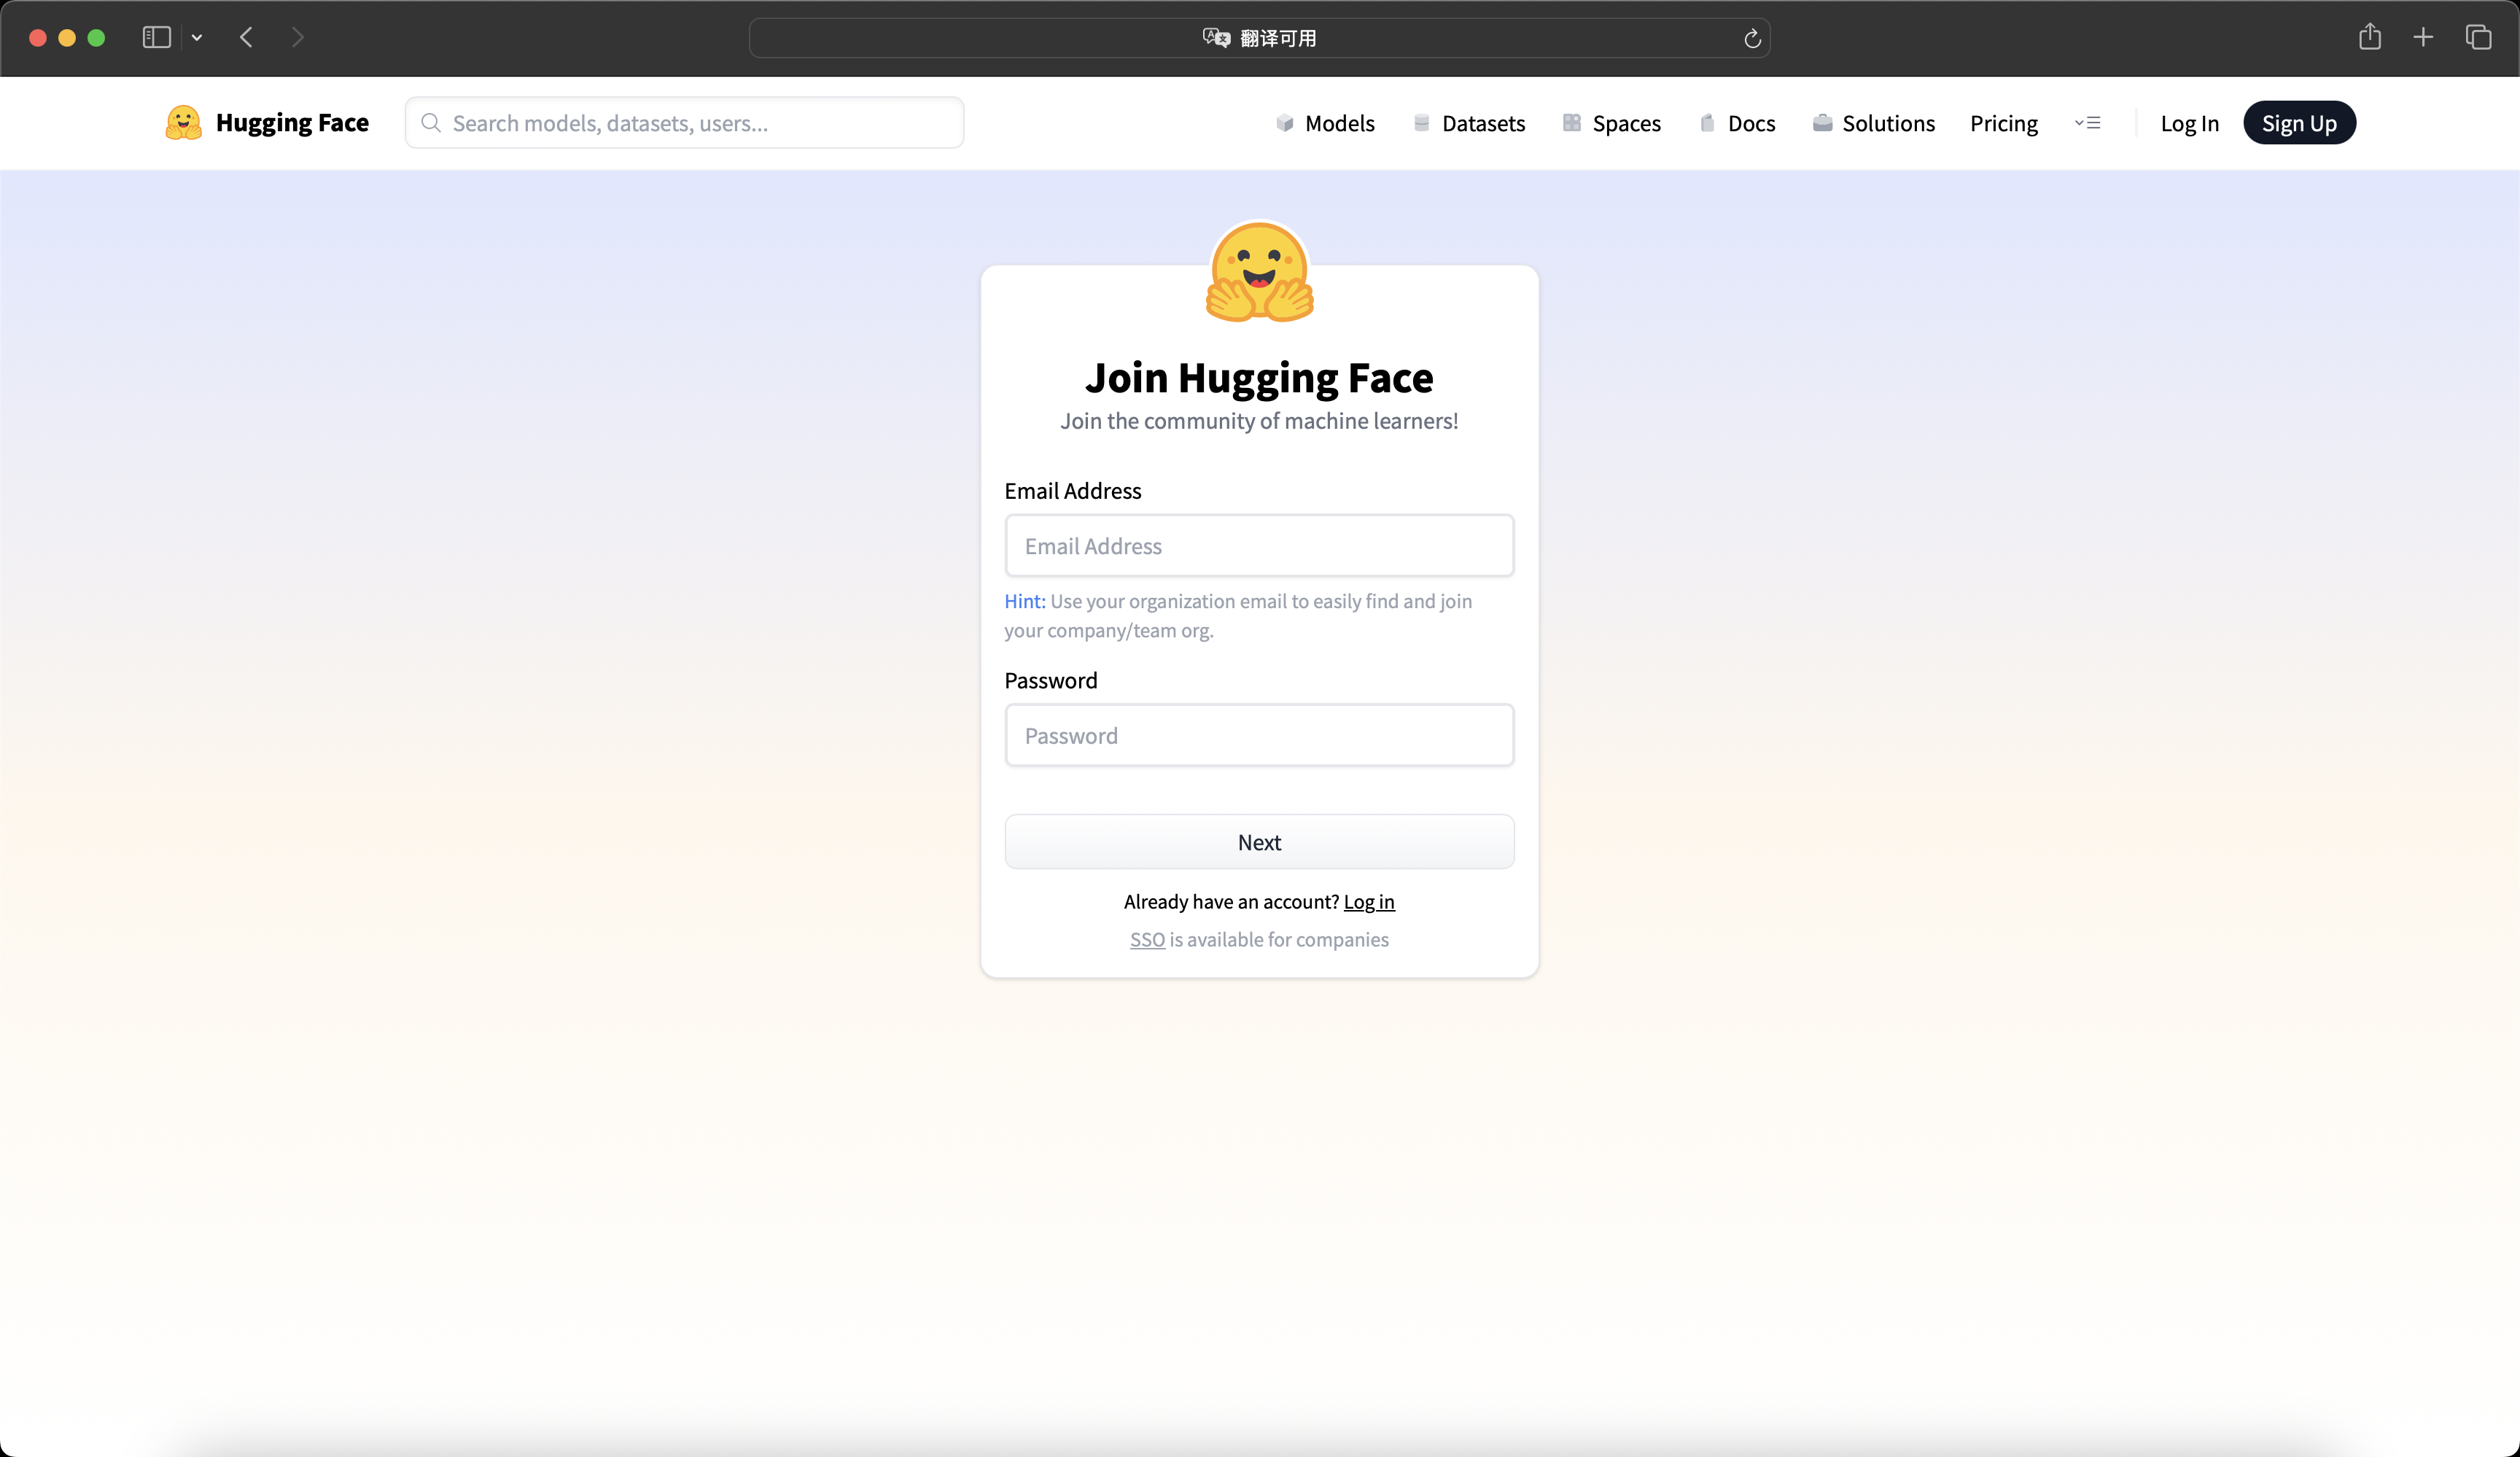 翻译可用
Hugging Face
Search models, datasets, users...
Models
Datasets
Spaces
Docs
Solutions
Pricing
Log In
Sign Up
Join Hugging Face
Join the community of machine learners!
Email Address
Email Address
Hint: Use your organization email to easily find and join
your company/team org.
Password
Password
Next
Already have an account? Log in
SSO is available for companies